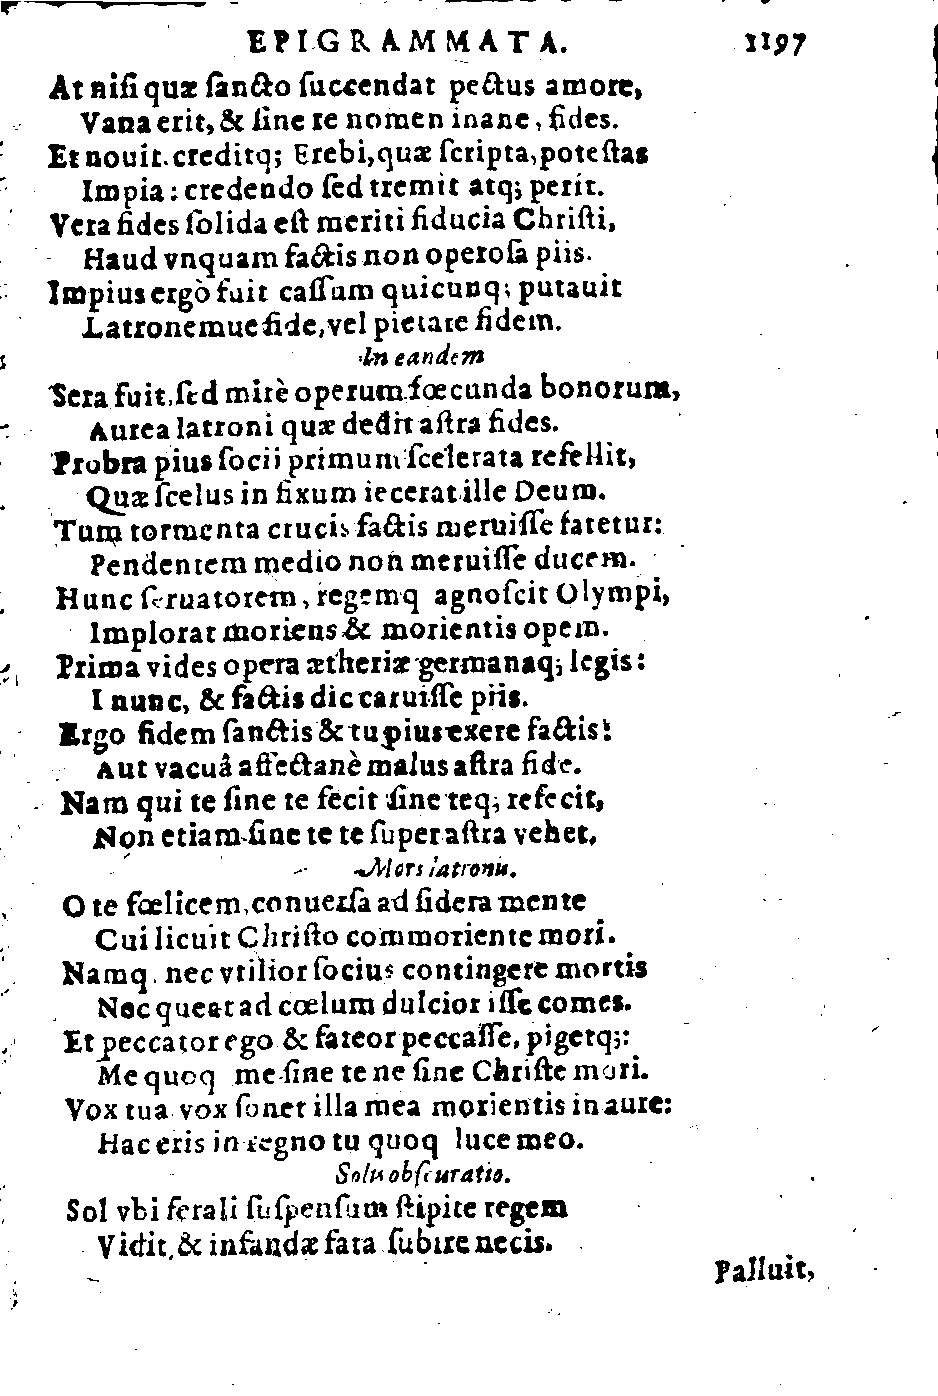 EPIGRAMMATA. 1197
At nisi quæ sancto succendat pectus amore,
Vana erit, & sine re nomen inane, fides.
Et nouit. creditq; Erebi, quæ scripta, potestas
Impia: credendo sed tremit atq; perit.
Vera fides solida est meriti fiducia Christi,
Haud vnquam factis non operosa piis.
Impius ergò fuit cassum quicunq; putauit
Latronemue fide, vel pietate fidem.
In eandem
Sera fuit, sed mirè operum fœcunda bonorum,
Aurea latroni quæ dedit astra fides.
Probra pius socii primum scelerata refellit,
Quæ scelus in fixum iecerat ille Deum.
Tum tormenta crucis factis meruisse fatetur:
Pendentem medio non meruisse ducem.
Hunc seruatorem, regemq agnoscit Olympi,
Implorat moriens & morientis opem.
Prima vides opera ætheriæ germanaq; legis:
I nunc, & factis dic caruisse piis.
Ergo fidem sanctis & tu pius exere factis:
Aut vacuâ affectanè malus astra fide.
Nam qui te sine te fecit sine teq; refecit,
Non etiam sine te te super astra vehet.
Mors latronis.
O te fœlicem, conuersa ad sidera mente
Cui licuit Christo commoriente mori.
Namq. nec vtilior socius contingere mortis
Nec queat ad cœlum dulcior isse comes.
Et peccator ego & fateor peccasse, pigetq;:
Me quoq me sine te ne sine Christe mori.
Vox tua vox sonet illa mea morientis in aure:
Hac eris in regno tu quoq luce meo.
Solis obscuratio.
Sol vbi ferali suspensum stipite regem
Vidit, & infandæ fata subire necis.
Palluit,